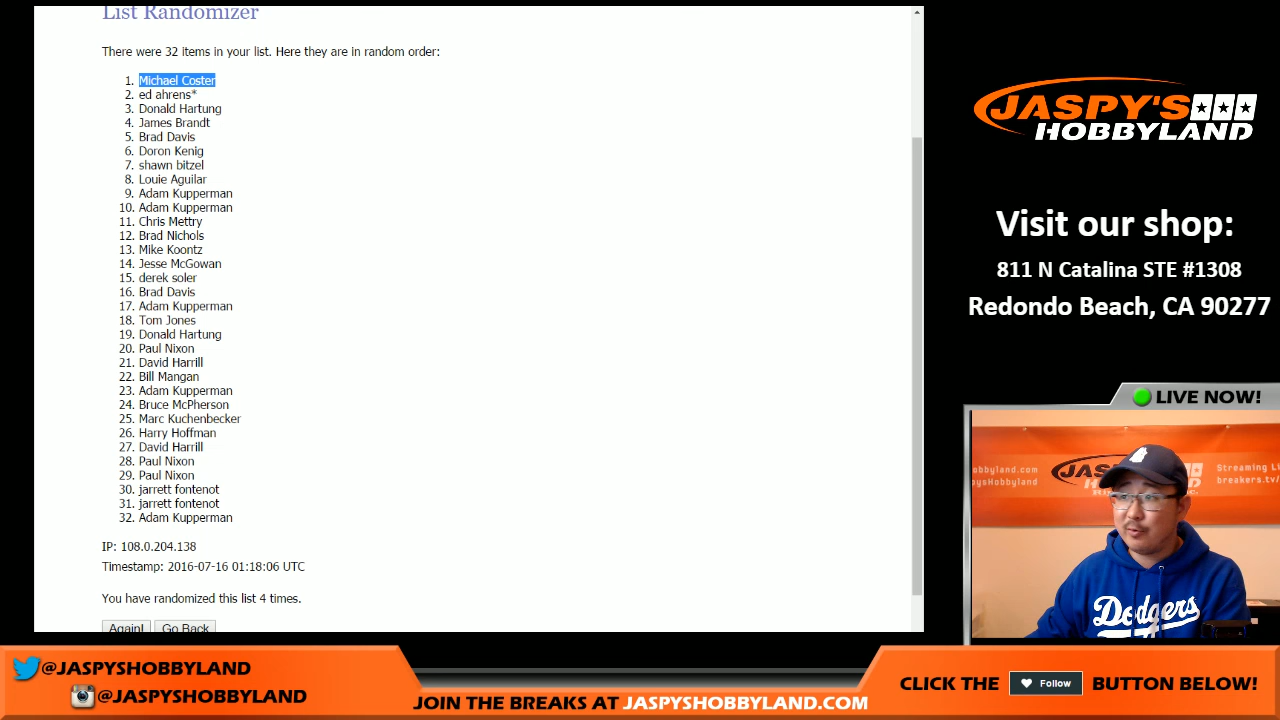 List Randomizer
There were 32 items in your list. Here they are in random order:
1. Michael Coster
2. ed ahrens*
3. Donald Hartung
4. James Brandt
5. Brad Davis
6. Doron Kenig
7. shawn bitzel
8. Louie Aguilar
9. Adam Kupperman
10. Adam Kupperman
11. Chris Mettry
12. Brad Nichols
13. Mike Koontz
14. Jesse McGowan
15. derek soler
16. Brad Davis
17. Adam Kupperman
18. Tom Jones
19. Donald Hartung
20. Paul Nixon
21. David Harrill
22. Bill Mangan
23. Adam Kupperman
24. Bruce McPherson
25. Marc Kuchenbecker
26. Harry Hoffman
27. David Harrill
28. Paul Nixon
29. Paul Nixon
30. jarrett fontenot
31. jarrett fontenot
32. Adam Kupperman
IP: 108.0.204.138
Timestamp: 2016-07-16 01:18:06 UTC
You have randomized this list 4 times.
Again! Go Back
JASPY'S
HOBBYLAND
Visit our shop:
811 N Catalina STE #1308
Redondo Beach, CA 90277
LIVE NOW!
Streaming
breakers.tv/
Dodgers
@JASPYSHOBBYLAND
@JASPYSHOBBYLAND
JOIN THE BREAKS AT JASPYSHOBBYLAND.COM
CLICK THE Follow BUTTON BELOW!